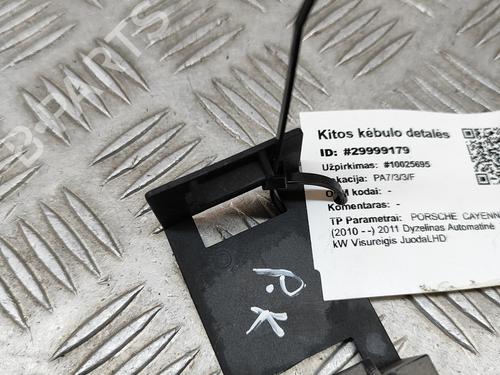 B-PARTS
Kitos kėbulo detalės
ID: #29999179
Užpirkimas: #10025695
PA7/3/3/F
kodai: -
Komentaras: -
TP Parametrai: PORSCHE CAYENN
(2010 - -) 2011 Dyzelinas Automatinė
kW Visureigis JuodaLHD
P.K